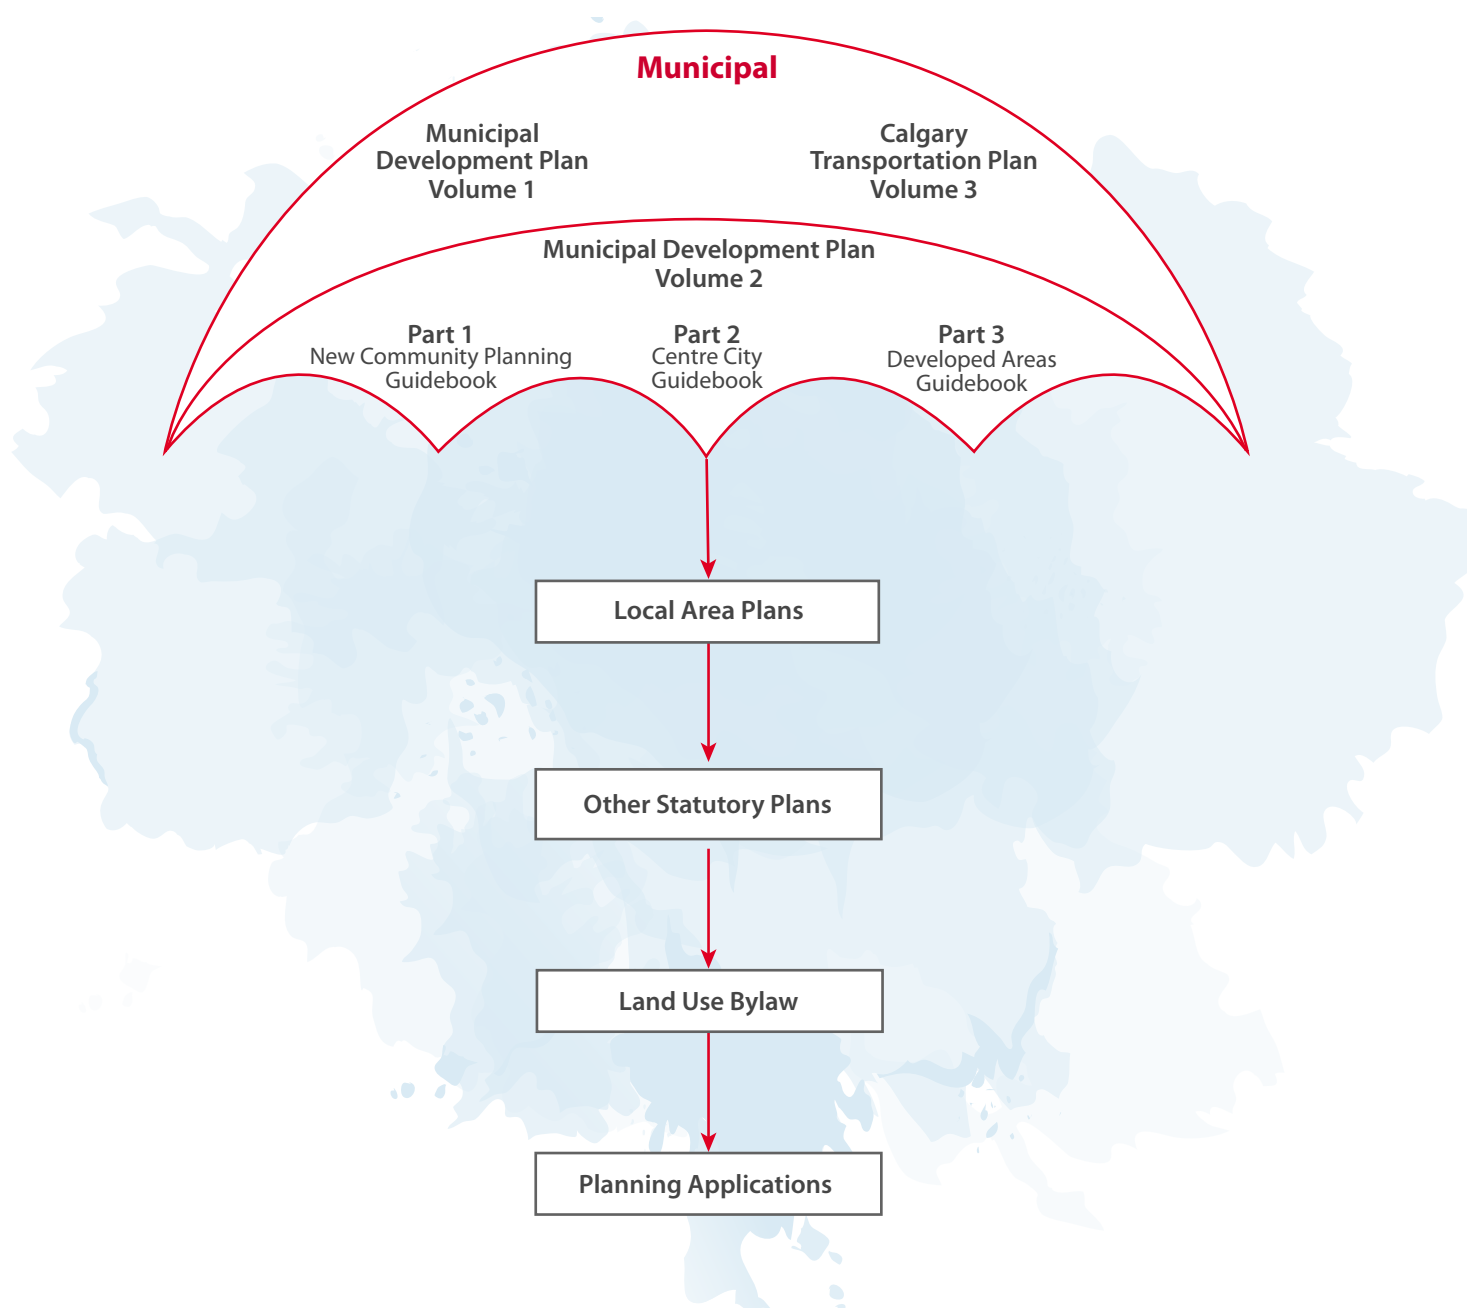 Municipal
Municipal
Development Plan
Volume 1
Calgary
Transportation Plan
Volume 3
Municipal Development Plan
Volume 2
Part 1
New Community Planning
Guidebook
Part 2
Centre City
Guidebook
Part 3
Developed Areas
Guidebook
Local Area Plans
Other Statutory Plans
Land Use Bylaw
Planning Applications